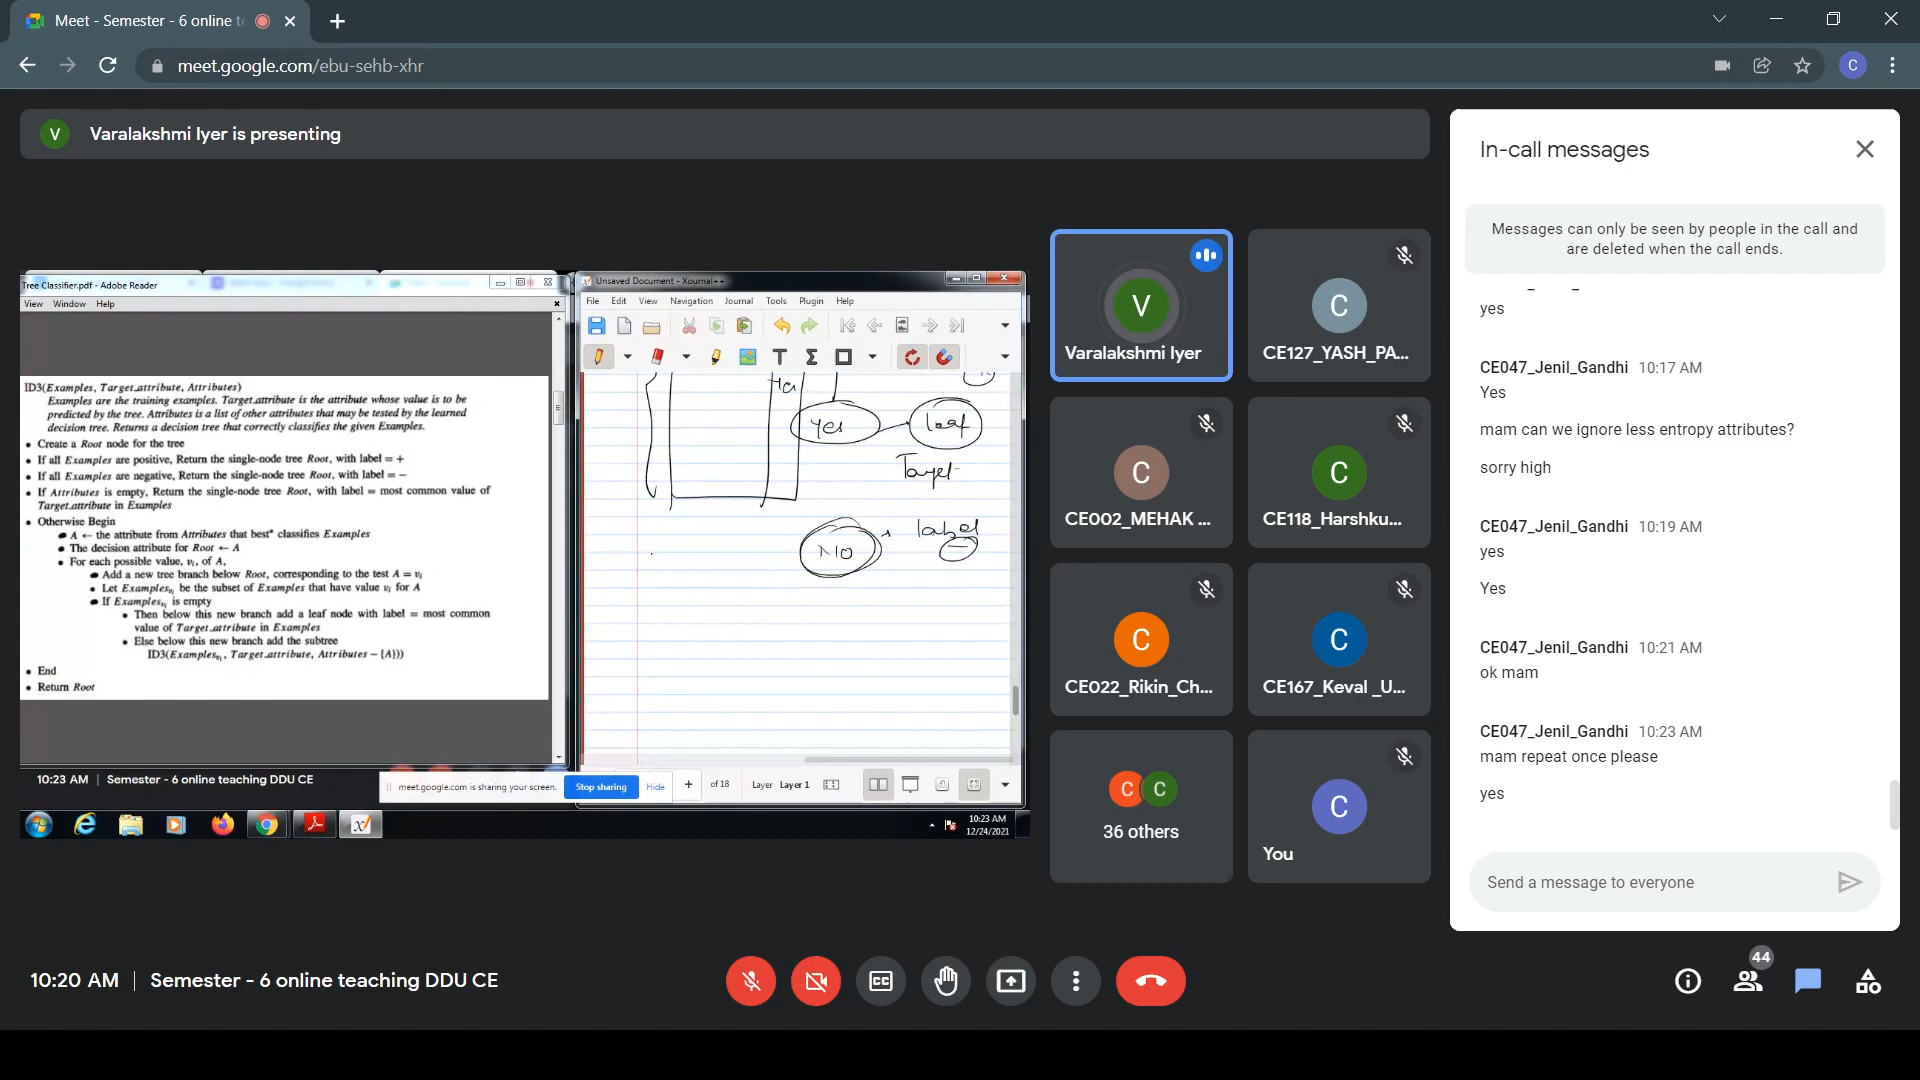 Meet - Semester - 6 online te
meet.google.com/ebu-sehb-xhr
C
V
Varalakshmi Iyer is presenting
Tree Classifier.pdf - Adobe Reader
View Window Help
ID3(Examples, Target_attribute, Attributes)
Examples are the training examples. Target_attribute is the attribute whose value is to be
predicted by the tree. Attributes is a list of other attributes that may be tested by the learned
decision tree. Returns a decision tree that correctly classifies the given Examples.
• Create a Root node for the tree
• If all Examples are positive, Return the single-node tree Root, with label = +
• If all Examples are negative, Return the single-node tree Root, with label = −
• If Attributes is empty, Return the single-node tree Root, with label = most common value of
Target_attribute in Examples
• Otherwise Begin
• A ← the attribute from Attributes that best* classifies Examples
• The decision attribute for Root ← A
• For each possible value, vi, of A,
• Add a new tree branch below Root, corresponding to the test A = vi
• Let Examples vi be the subset of Examples that have value vi for A
• If Examples vi is empty
• Then below this new branch add a leaf node with label = most common
value of Target_attribute in Examples
• Else below this new branch add the subtree
ID3(Examples vi, Target_attribute, Attributes − {A}))
• End
• Return Root
10:23 AM | Semester - 6 online teaching DDU CE
meet.google.com is sharing your screen.
Stop sharing
Hide
Unsaved Document - Xournal++
File Edit View Navigation Journal Tools Plugin Help
Yes
leaf
Target
NO
label
−
of 18
Layer Layer 1
10:23 AM
12/24/2021
V
Varalakshmi Iyer
C
CE127_YASH_PA...
C
CE002_MEHAK ...
C
CE118_Harshku...
C
CE022_Rikin_Ch...
C
CE167_Keval _U...
C C
36 others
C
You
In-call messages
Messages can only be seen by people in the call and
are deleted when the call ends.
yes
CE047_Jenil_Gandhi 10:17 AM
Yes
mam can we ignore less entropy attributes?
sorry high
CE047_Jenil_Gandhi 10:19 AM
yes
Yes
CE047_Jenil_Gandhi 10:21 AM
ok mam
CE047_Jenil_Gandhi 10:23 AM
mam repeat once please
yes
Send a message to everyone
10:20 AM | Semester - 6 online teaching DDU CE
44